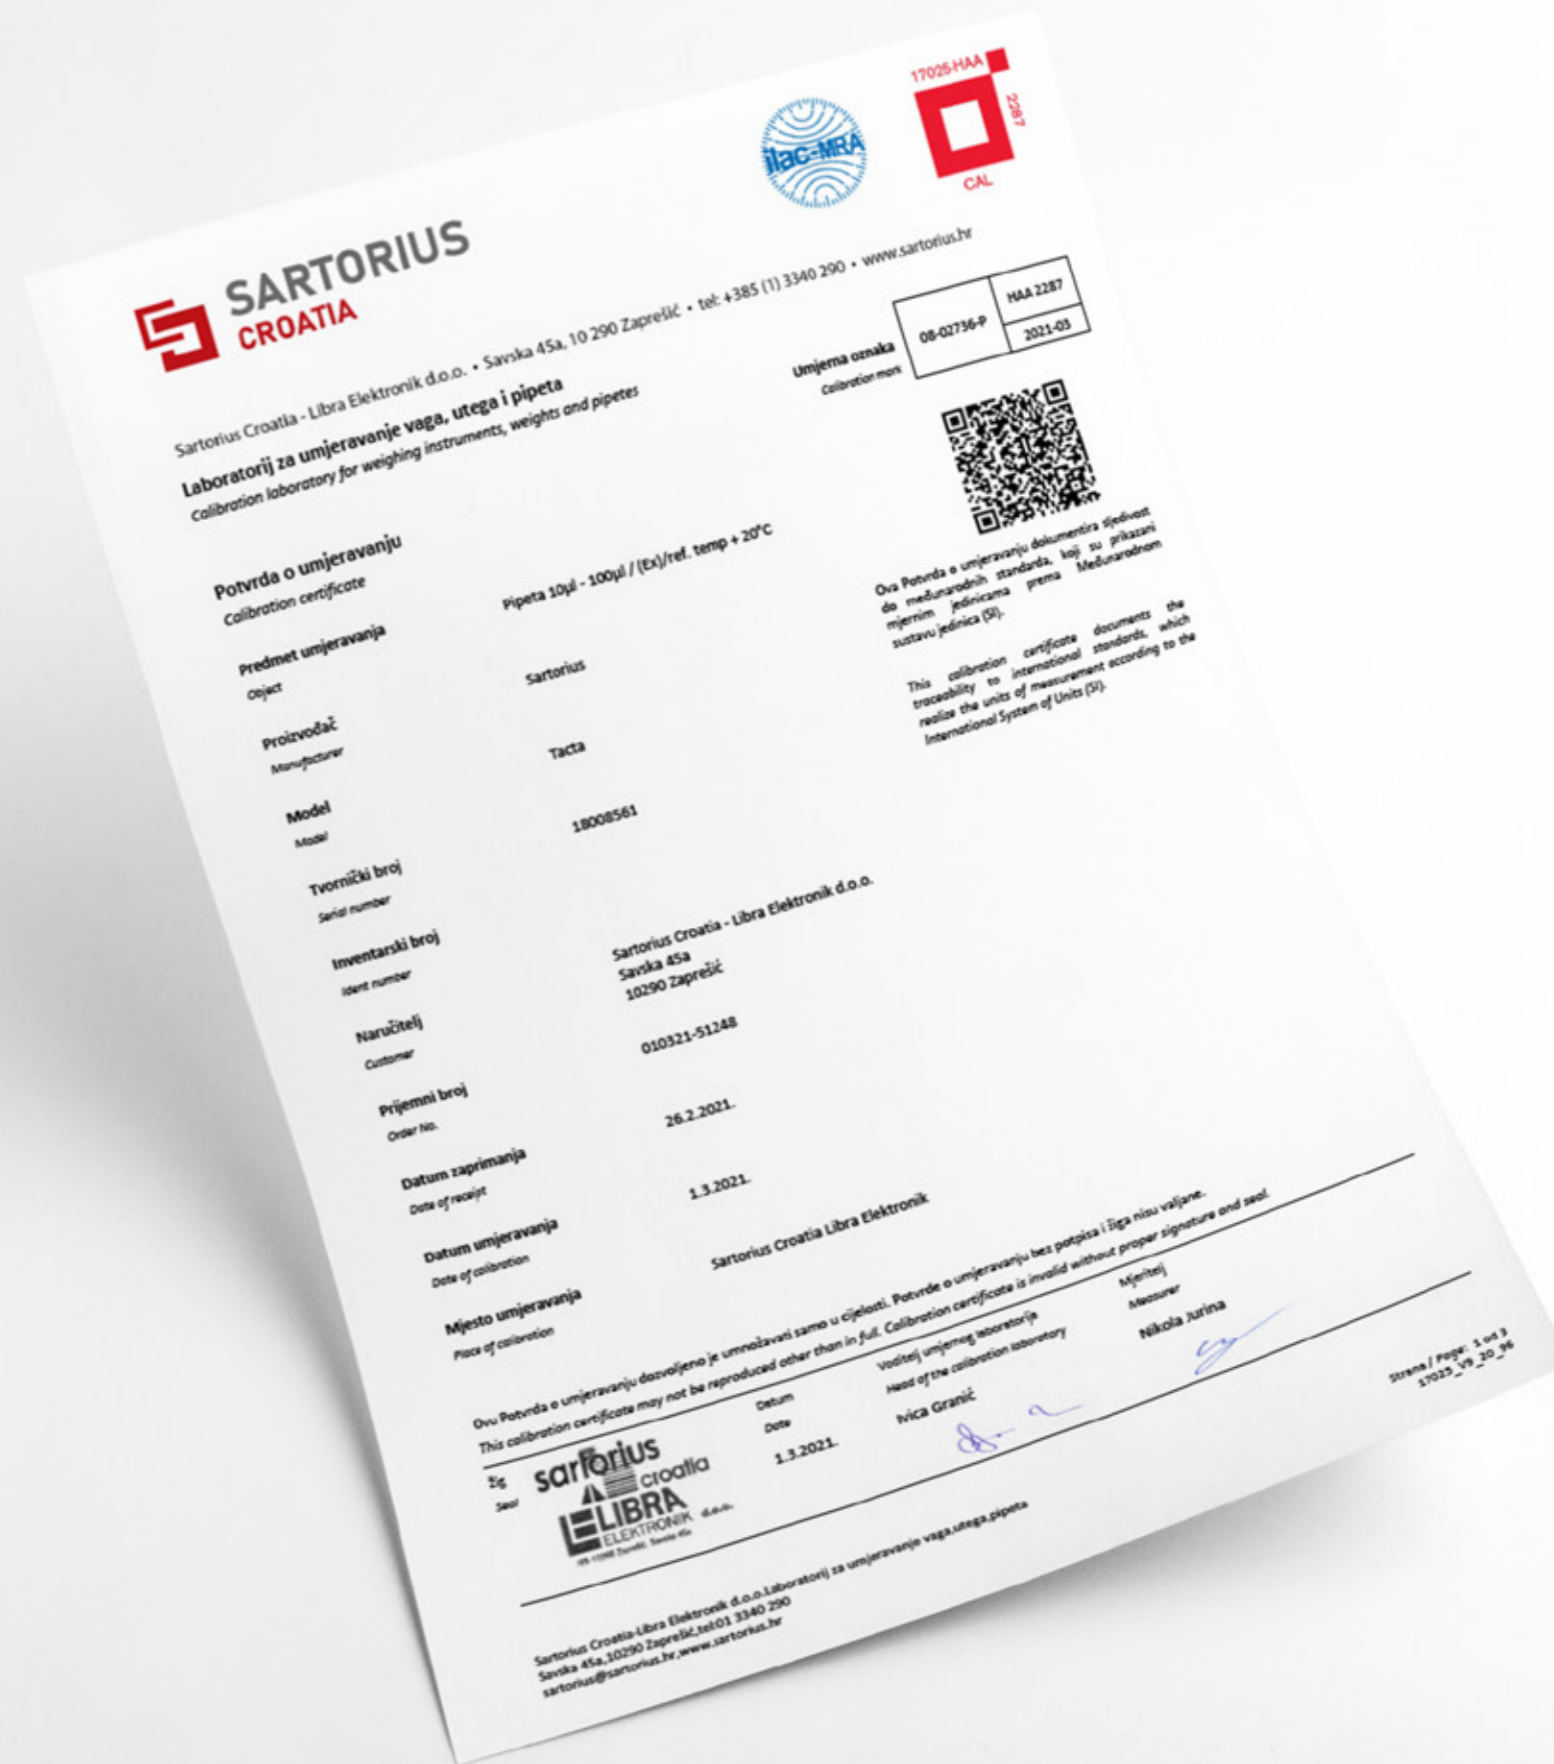 17025-HAA
2287
CAL
ilac-MRA
SARTORIUS
CROATIA
Sartorius Croatia - Libra Elektronik d.o.o. • Savska 45a, 10 290 Zaprešić • tel: +385 (1) 3340 290 • www.sartorius.hr
Laboratorij za umjeravanje vaga, utega i pipeta
Calibration laboratory for weighing instruments, weights and pipetes
Umjerna oznaka
Calibration mark
08-02736-P
HAA 2287
2021-03
Potvrda o umjeravanju
Calibration certificate
Ova Potvrda o umjeravanju dokumentira sljedivost
do međunarodnih standarda, koji su prikazani
mjernim jedinicama prema Međunarodnom
sustavu jedinica (SI).
This calibration certificate documents the
traceability to international standards, which
realize the units of measurement according to the
International System of Units (SI).
Predmet umjeravanja
Object
Pipeta 10µl - 100µl / (Ex)/ref. temp + 20°C
Proizvođač
Manufacturer
Sartorius
Model
Model
Tacta
Tvornički broj
Serial number
18008561
Inventarski broj
Ident number
Naručitelj
Customer
Sartorius Croatia - Libra Elektronik d.o.o.
Savska 45a
10290 Zaprešić
Prijemni broj
Order No.
010321-51248
Datum zaprimanja
Date of receipt
26.2.2021.
Datum umjeravanja
Date of calibration
1.3.2021.
Mjesto umjeravanja
Place of calibration
Sartorius Croatia Libra Elektronik
Ovu Potvrdu o umjeravanju dozvoljeno je umnožavati samo u cijelosti. Potvrde o umjeravanju bez potpisa i žiga nisu valjane.
This calibration certificate may not be reproduced other than in full. Calibration certificate is invalid without proper signature and seal.
Žig
Seal
sartorius
croatia
LIBRA
ELEKTRONIK d.o.o.
Datum
Date
1.3.2021.
Voditelj umjernog laboratorija
Head of the calibration laboratory
Ivica Granić
Mjeritelj
Measurer
Nikola Jurina
Strana / Page: 1 od 3
17025_V9_20_96
Sartorius Croatia-Libra Elektronik d.o.o.Laboratorij za umjeravanje vaga,utega,pipeta
Savska 45a,10290 Zaprešić,tel:01 3340 290
sartorius@sartorius.hr,www.sartorius.hr